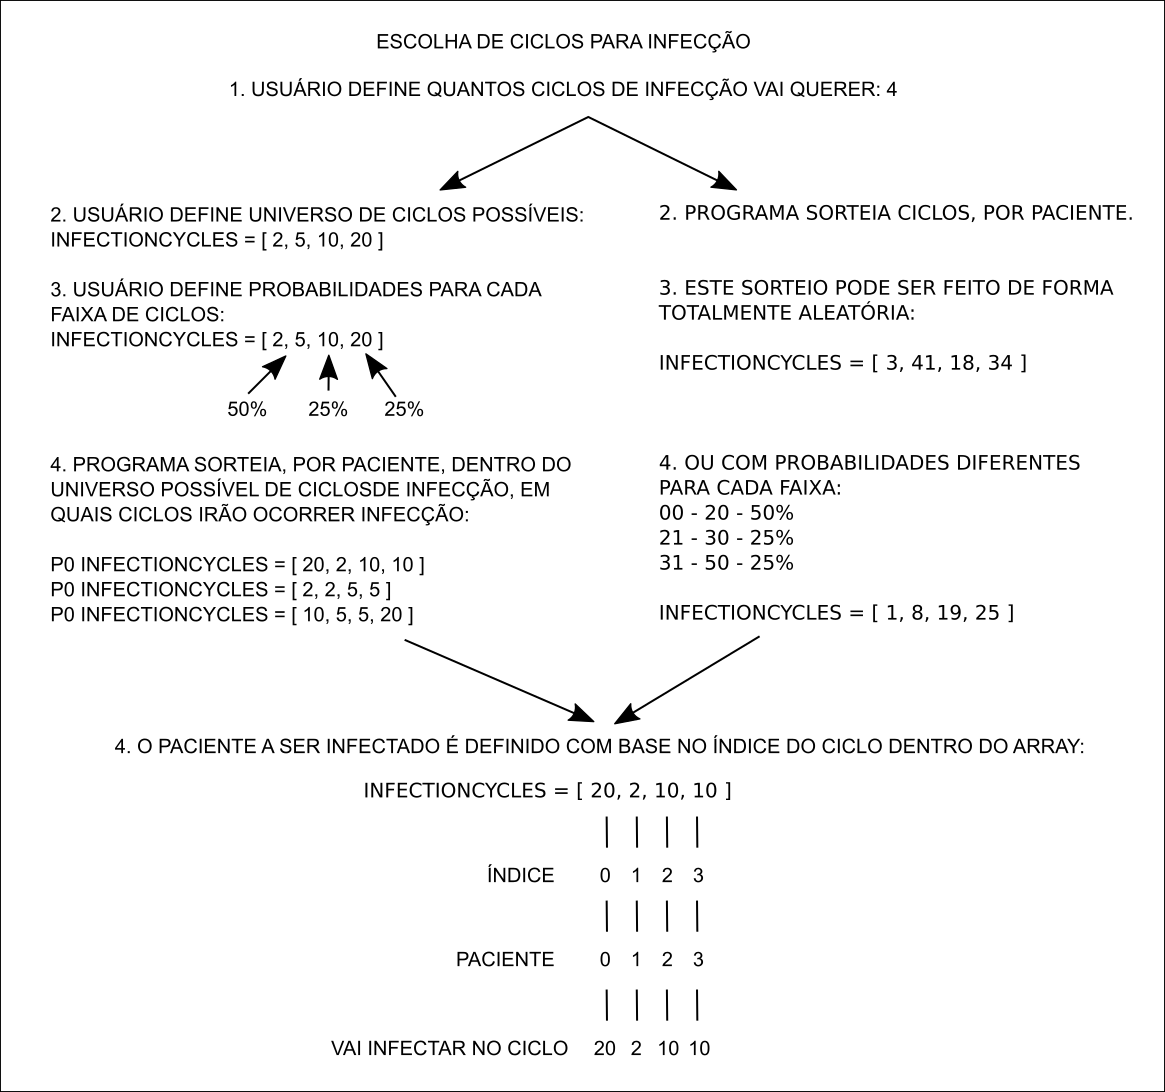 ESCOLHA DE CICLOS PARA INFECÇÃO
1. USUÁRIO DEFINE QUANTOS CICLOS DE INFECÇÃO VAI QUERER: 4
2. USUÁRIO DEFINE UNIVERSO DE CICLOS POSSÍVEIS:
INFECTIONCYCLES = [ 2, 5, 10, 20 ]
3. USUÁRIO DEFINE PROBABILIDADES PARA CADA
FAIXA DE CICLOS:
INFECTIONCYCLES = [ 2, 5, 10, 20 ]
50% 25% 25%
4. PROGRAMA SORTEIA, POR PACIENTE, DENTRO DO
UNIVERSO POSSÍVEL DE CICLOSDE INFECÇÃO, EM
QUAIS CICLOS IRÃO OCORRER INFECÇÃO:
P0 INFECTIONCYCLES = [ 20, 2, 10, 10 ]
P0 INFECTIONCYCLES = [ 2, 2, 5, 5 ]
P0 INFECTIONCYCLES = [ 10, 5, 5, 20 ]
2. PROGRAMA SORTEIA CICLOS, POR PACIENTE.
3. ESTE SORTEIO PODE SER FEITO DE FORMA
TOTALMENTE ALEATÓRIA:
INFECTIONCYCLES = [ 3, 41, 18, 34 ]
4. OU COM PROBABILIDADES DIFERENTES
PARA CADA FAIXA:
00 - 20 - 50%
21 - 30 - 25%
31 - 50 - 25%
INFECTIONCYCLES = [ 1, 8, 19, 25 ]
4. O PACIENTE A SER INFECTADO É DEFINIDO COM BASE NO ÍNDICE DO CICLO DENTRO DO ARRAY:
INFECTIONCYCLES = [ 20, 2, 10, 10 ]
ÍNDICE 0 1 2 3
PACIENTE 0 1 2 3
VAI INFECTAR NO CICLO 20 2 10 10